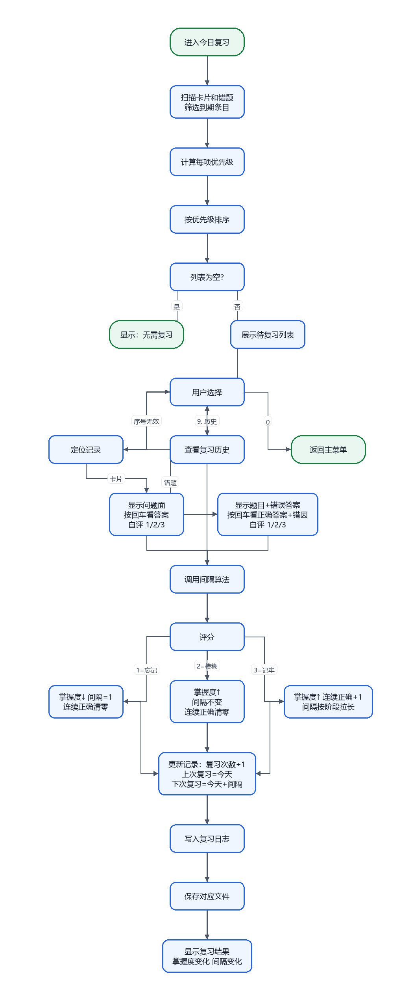 进入今日复习
扫描卡片和错题
筛选到期条目
计算每项优先级
按优先级排序
列表为空?
是
否
显示：无需复习
展示待复习列表
用户选择
序号无效
9. 历史
0
定位记录
查看复习历史
返回主菜单
卡片
错题
显示问题面
按回车看答案
自评 1/2/3
显示题目+错误答案
按回车看正确答案+错因
自评 1/2/3
调用间隔算法
评分
1=忘记
2=模糊
3=记牢
掌握度↓ 间隔=1
连续正确清零
掌握度↑
间隔不变
连续正确清零
掌握度↑ 连续正确+1
间隔按阶段拉长
更新记录：复习次数+1
上次复习=今天
下次复习=今天+间隔
写入复习日志
保存对应文件
显示复习结果
掌握度变化 间隔变化